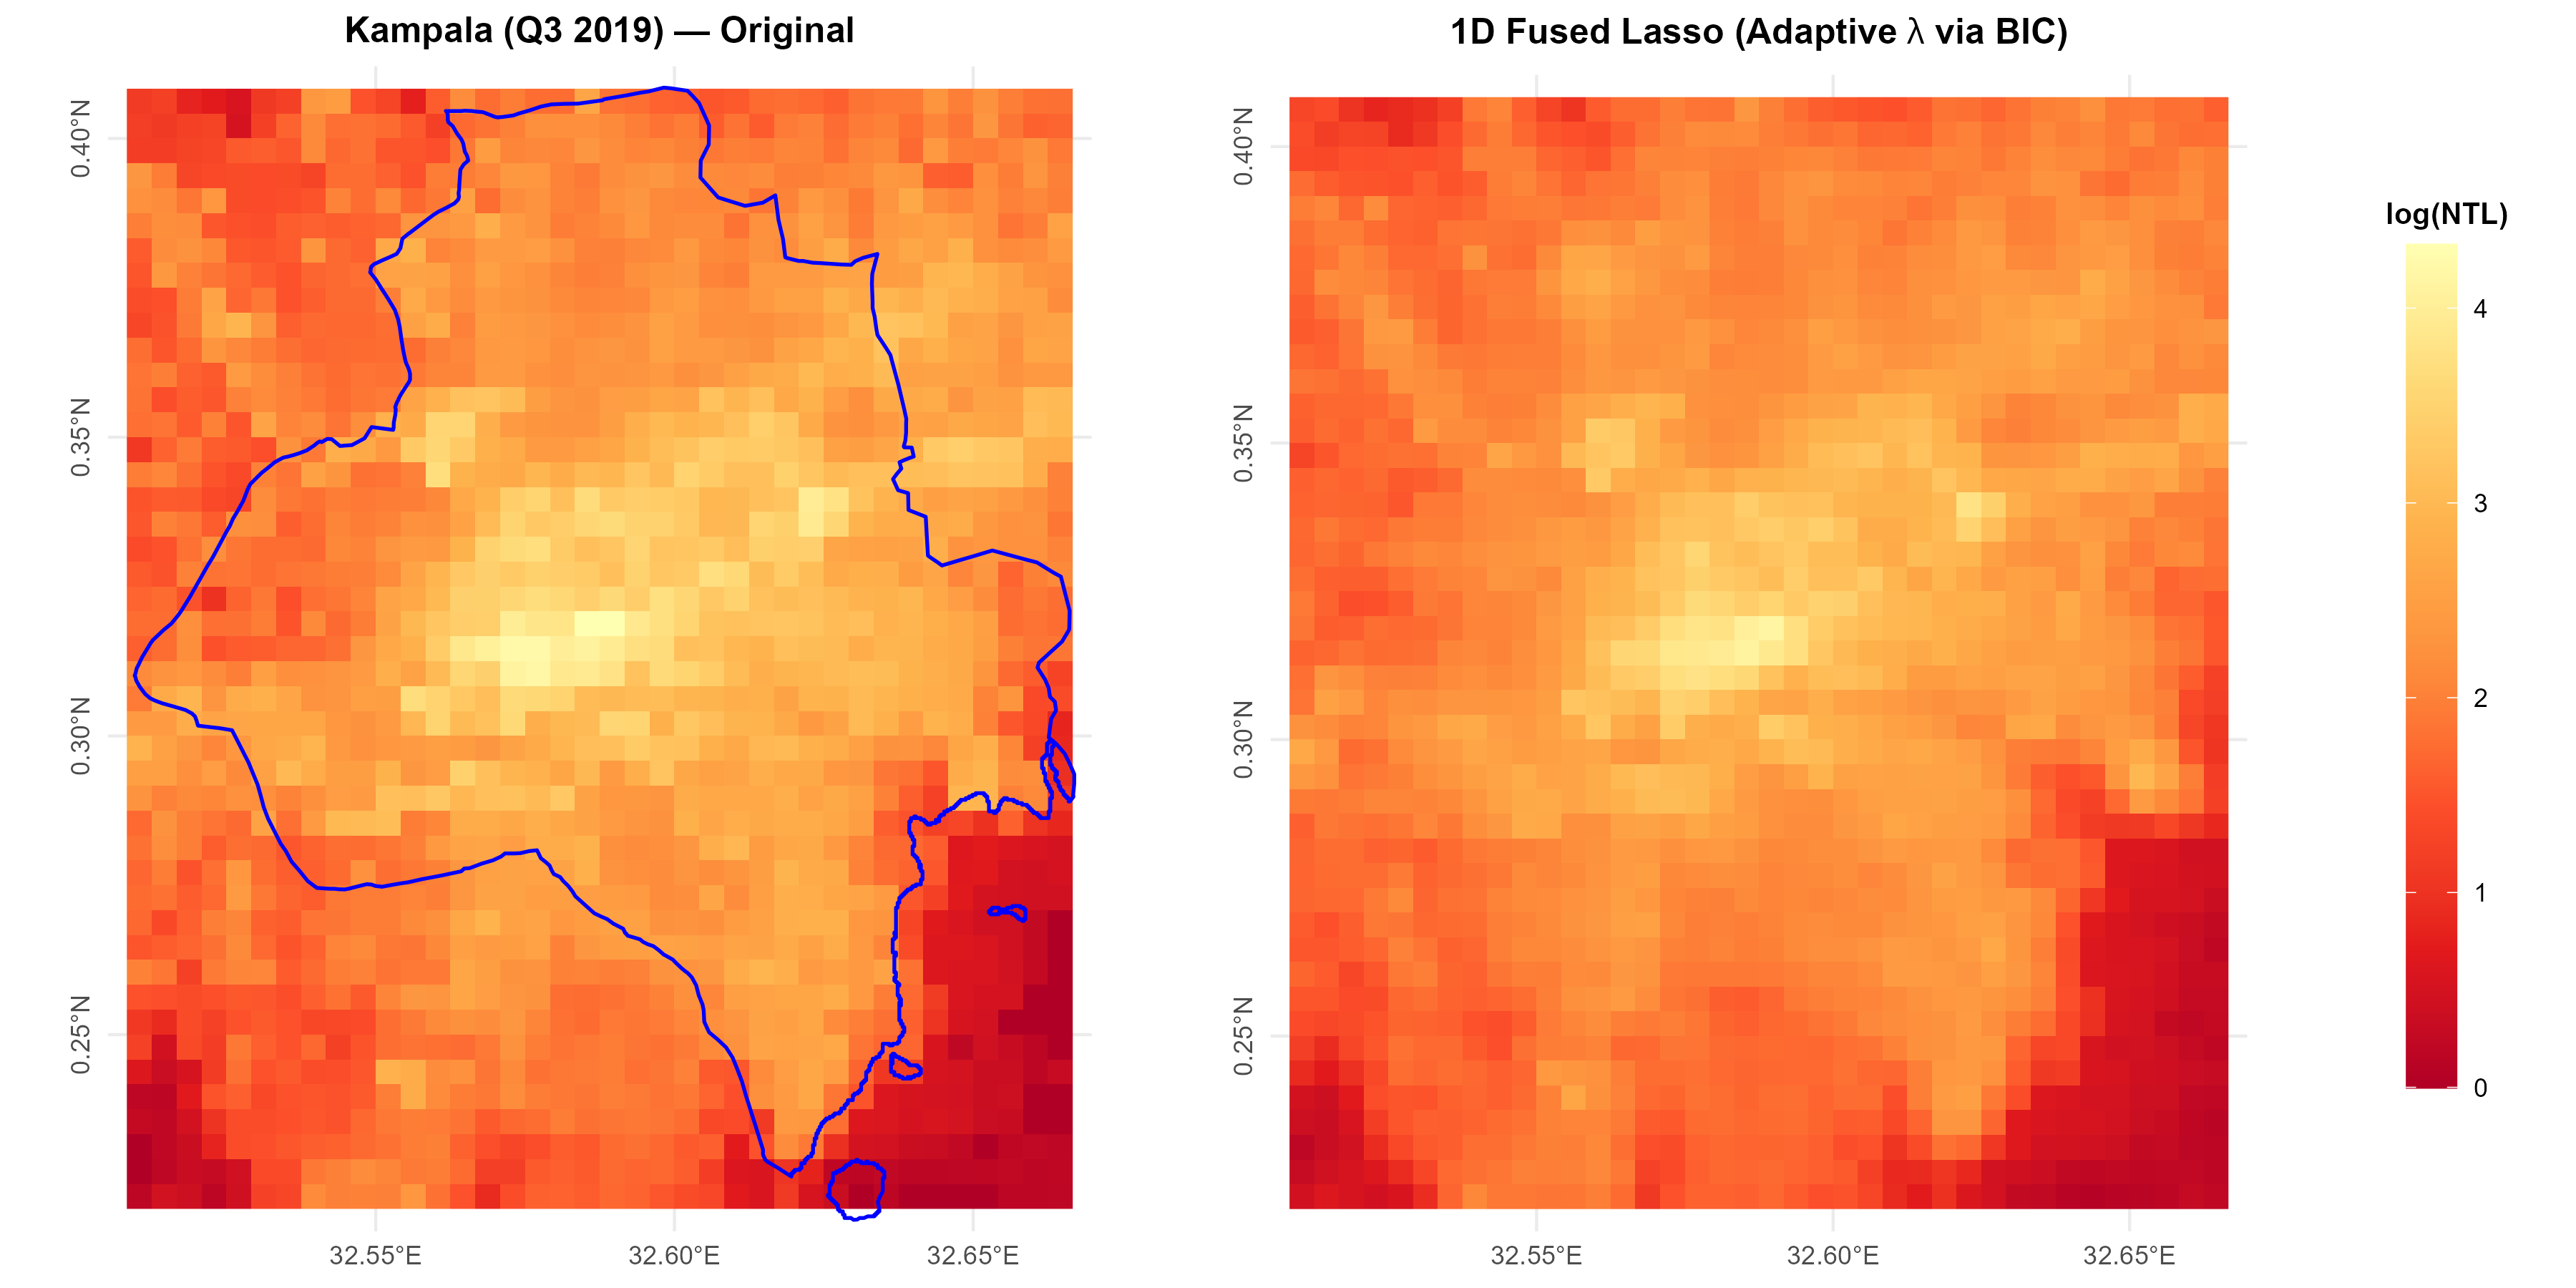 Kampala (Q3 2019) — Original
0.40°N
0.35°N
0.30°N
0.25°N
32.55°E
32.60°E
32.65°E
1D Fused Lasso (Adaptive λ via BIC)
0.40°N
0.35°N
0.30°N
0.25°N
32.55°E
32.60°E
32.65°E
log(NTL)
4
3
2
1
0